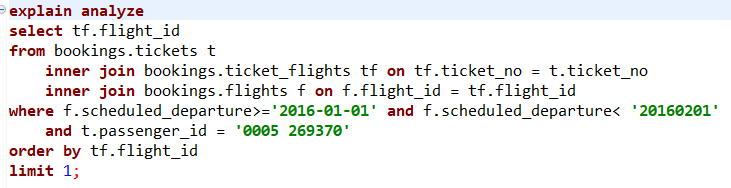 explain analyze
select tf.flight_id
from bookings.tickets t
    inner join bookings.ticket_flights tf on tf.ticket_no = t.ticket_no
    inner join bookings.flights f on f.flight_id = tf.flight_id
where f.scheduled_departure>='2016-01-01' and f.scheduled_departure< '20160201'
    and t.passenger_id = '0005 269370'
order by tf.flight_id
limit 1;